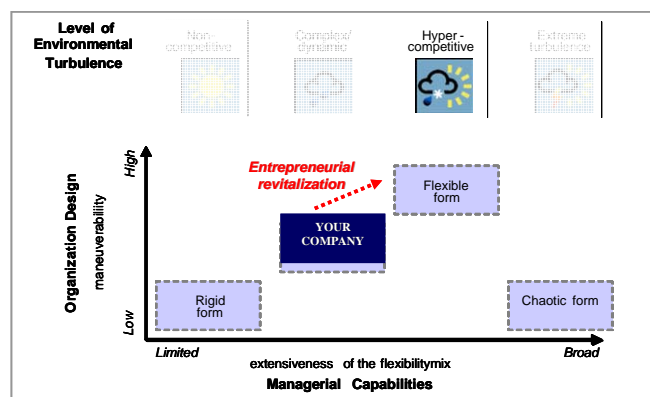 Level of
Environmental
Turbulence
Non-
competitive
Complex/
dynamic
Hyper -
competitive
Extreme
turbulence
High
Low
Organization Design
maneuverability
Entrepreneurial
revitalization
Flexible
form
YOUR
COMPANY
Rigid
form
Chaotic form
Limited
Broad
extensiveness of the flexibilitymix
Managerial Capabilities